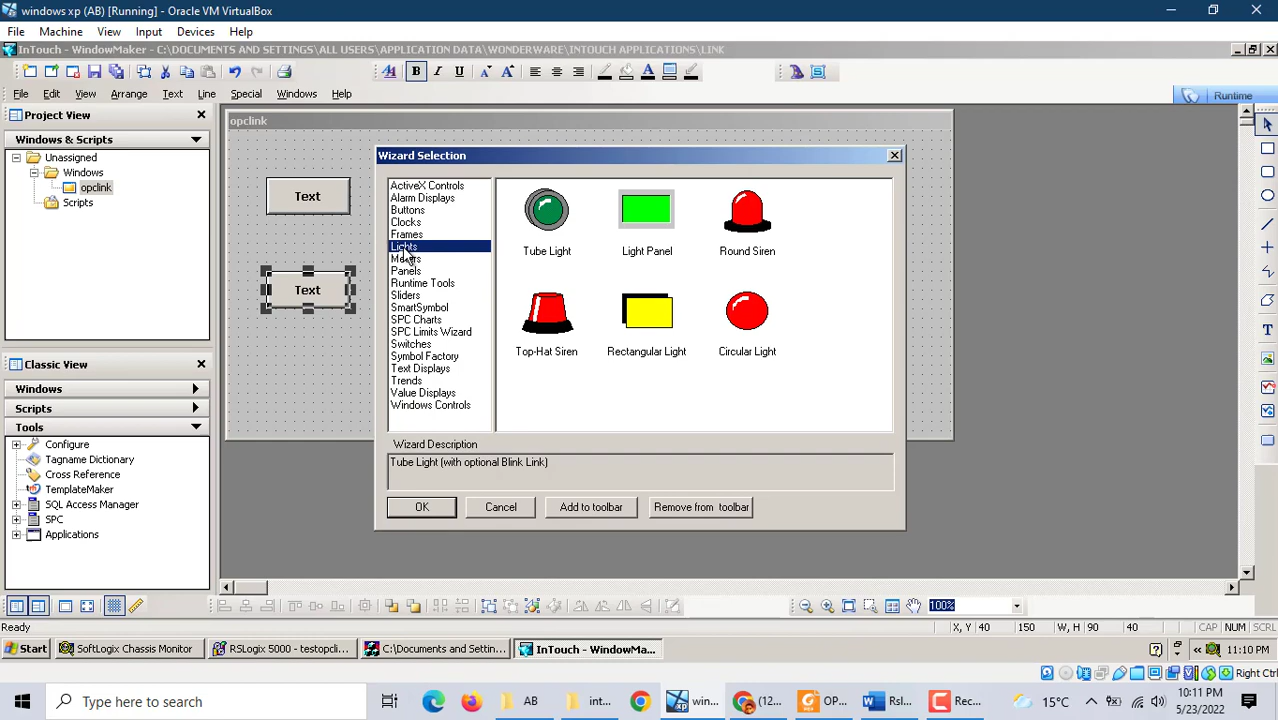 windows xp (AB) [Running] - Oracle VM VirtualBox
File Machine View Input Devices Help
InTouch - WindowMaker - C:\DOCUMENTS AND SETTINGS\ALL USERS\APPLICATION DATA\WONDERWARE\INTOUCH APPLICATIONS\LINK
File Edit View Arrange Text Line Special Windows Help
Runtime
Project View
Windows & Scripts
Unassigned
Windows
opclink
Scripts
Classic View
Windows
Scripts
Tools
Configure
Tagname Dictionary
Cross Reference
TemplateMaker
SQL Access Manager
SPC
Applications
opclink
Text
Text
Wizard Selection
ActiveX Controls
Alarm Displays
Buttons
Clocks
Frames
Lights
Meters
Panels
Runtime Tools
Sliders
SmartSymbol
SPC Charts
SPC Limits Wizard
Switches
Symbol Factory
Text Displays
Trends
Value Displays
Windows Controls
Tube Light Light Panel Round Siren
Top-Hat Siren Rectangular Light Circular Light
Wizard Description
Tube Light (with optional Blink Link)
OK Cancel Add to toolbar Remove from toolbar
100%
Ready
X, Y 40 150 W, H 90 40 CAP NUM SCRL
Start SoftLogix Chassis Monitor RSLogix 5000 - testopcli... C:\Documents and Settin... InTouch - WindowMa... 11:10 PM
Right Ctrl
Type here to search AB int... win... (12... OP... Rsl... Rec... 15°C 10:11 PM
5/23/2022